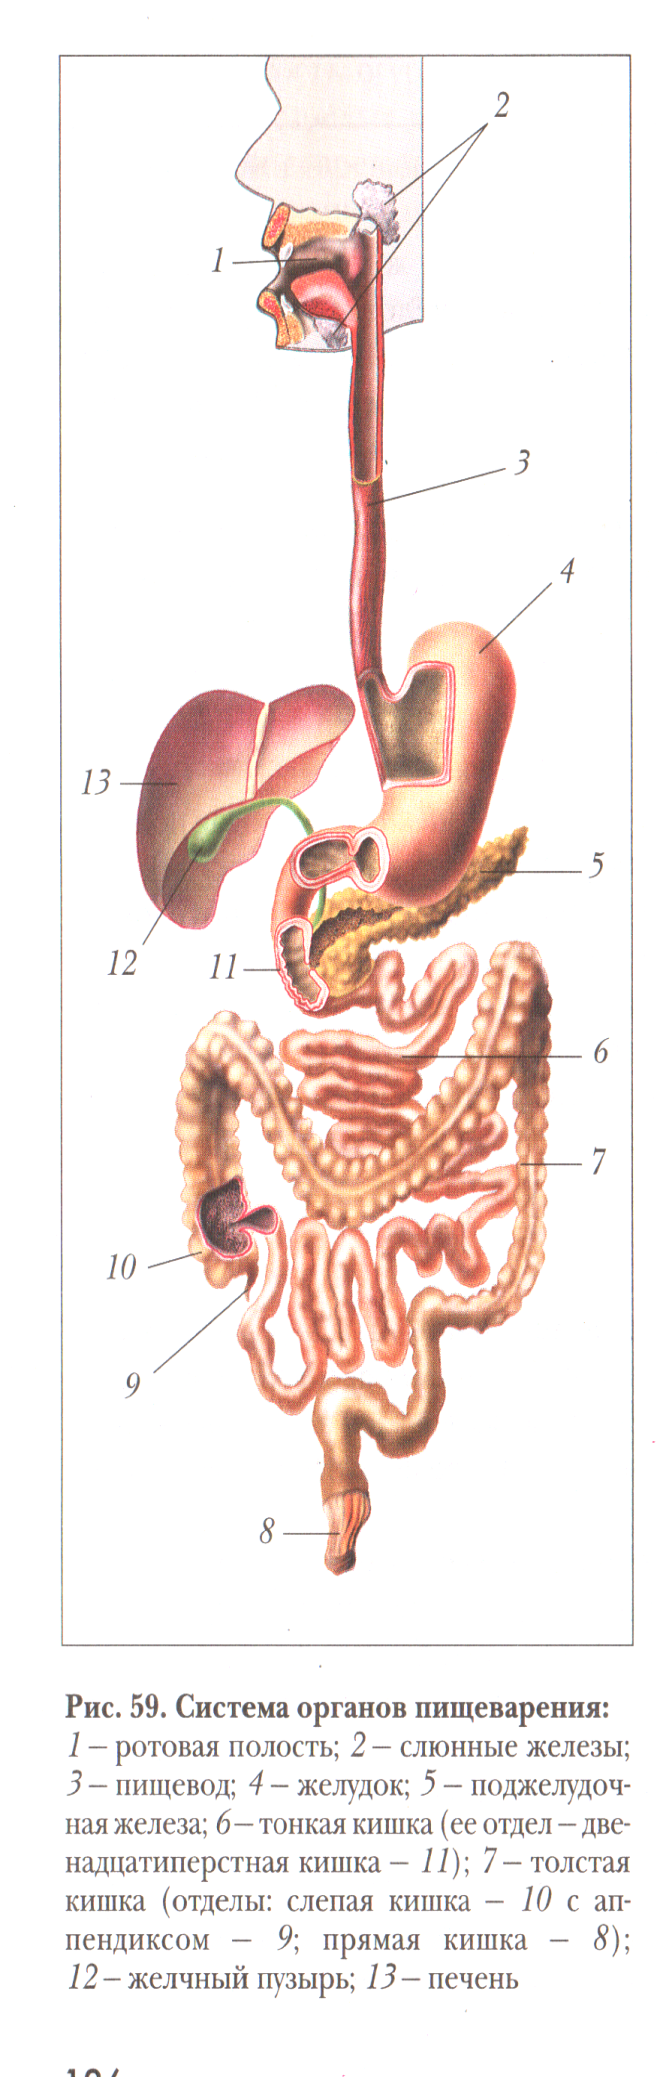 2
1
3
4
13
5
12
11
6
7
10
9
8
Рис. 59. Система органов пищеварения:
1 – ротовая полость; 2 – слюнные железы;
3 – пищевод; 4 – желудок; 5 – поджелудоч-
ная железа; 6 – тонкая кишка (ее отдел – две-
надцатиперстная кишка – 11); 7 – толстая
кишка (отделы: слепая кишка – 10 с ап-
пендиксом – 9; прямая кишка – 8);
12 – желчный пузырь; 13 – печень